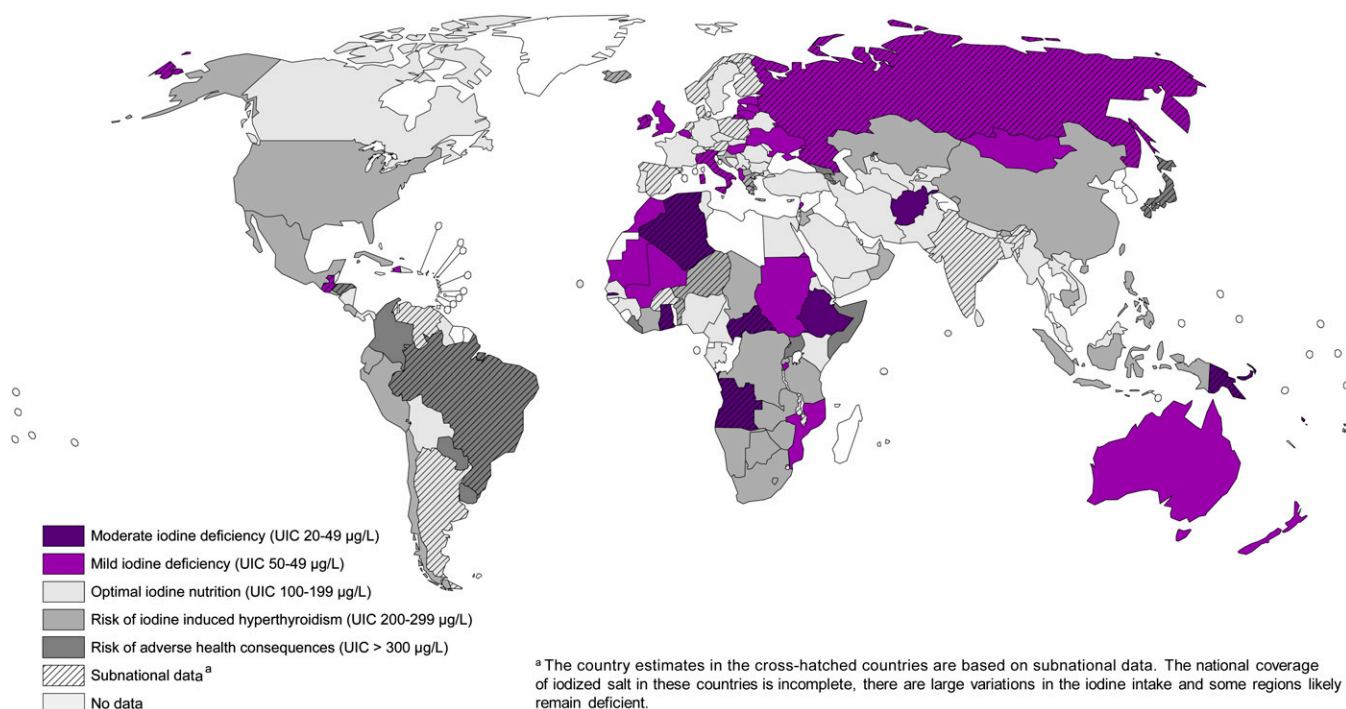 Moderate iodine deficiency (UIC 20-49 µg/L)
Mild iodine deficiency (UIC 50-49 µg/L)
Optimal iodine nutrition (UIC 100-199 µg/L)
Risk of iodine induced hyperthyroidism (UIC 200-299 µg/L)
Risk of adverse health consequences (UIC > 300 µg/L)
Subnational dataª ª
No data
ª The country estimates in the cross-hatched countries are based on subnational data. The national coverage
of iodized salt in these countries is incomplete, there are large variations in the iodine intake and some regions likely
remain deficient.